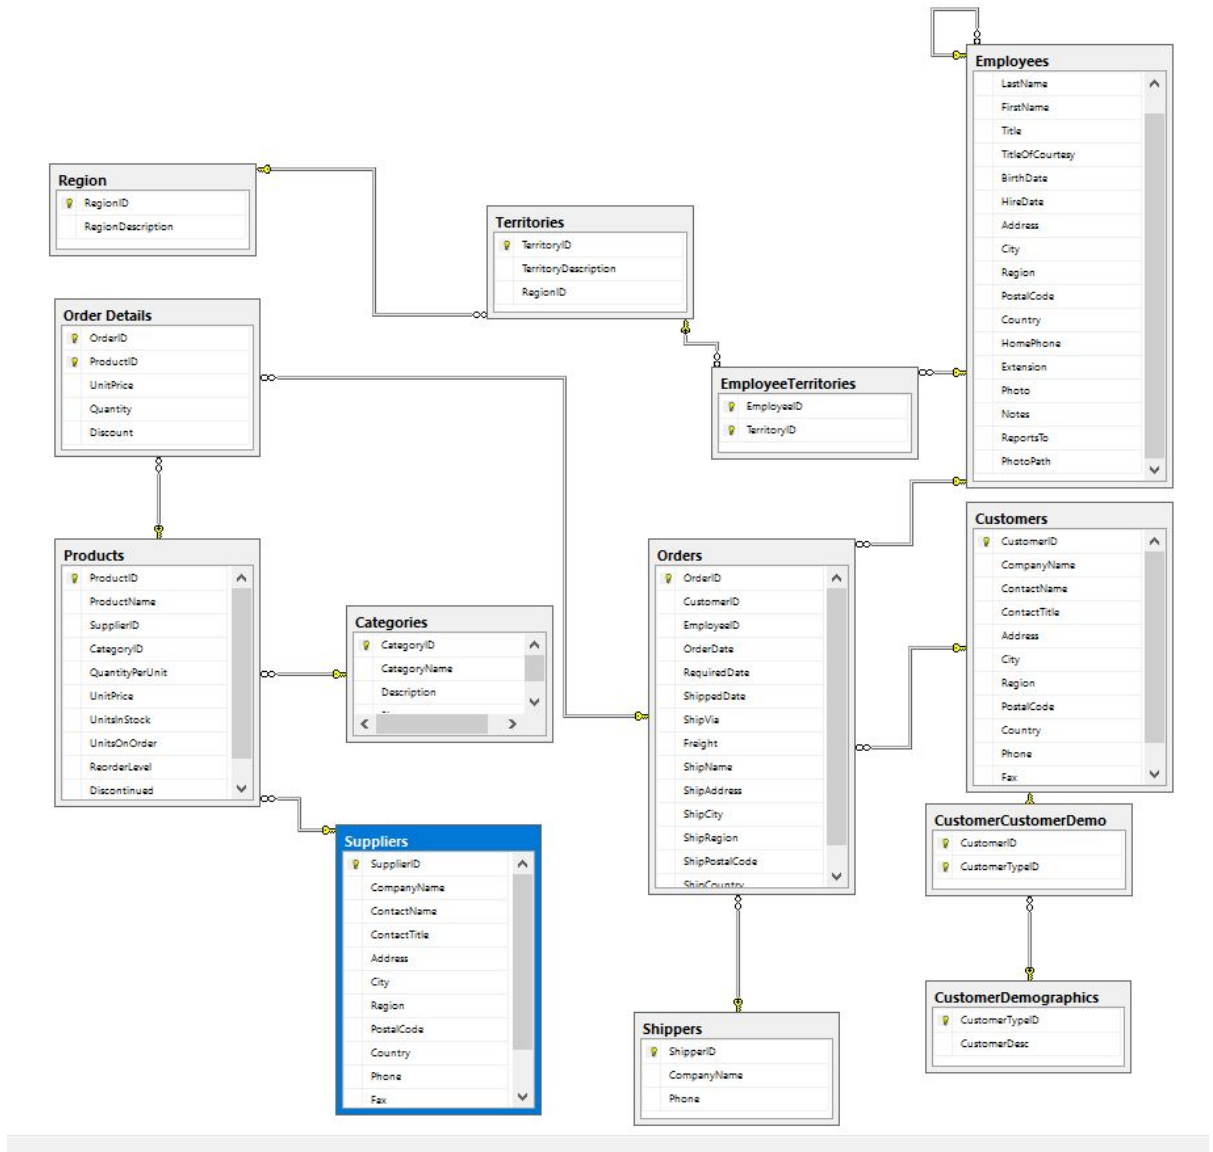 Employees
LastName
FirstName
Title
TitleOfCourtesy
BirthDate
HireDate
Address
City
Region
PostalCode
Country
HomePhone
Extension
Photo
Notes
ReportsTo
PhotoPath
Region
RegionID
RegionDescription
Territories
TerritoryID
TerritoryDescription
RegionID
Order Details
OrderID
ProductID
UnitPrice
Quantity
Discount
EmployeeTerritories
EmployeeID
TerritoryID
Customers
CustomerID
CompanyName
ContactName
ContactTitle
Address
City
Region
PostalCode
Country
Phone
Fax
Products
ProductID
ProductName
SupplierID
CategoryID
QuantityPerUnit
UnitPrice
UnitsInStock
UnitsOnOrder
ReorderLevel
Discontinued
Orders
OrderID
CustomerID
EmployeeID
OrderDate
RequiredDate
ShippedDate
ShipVia
Freight
ShipName
ShipAddress
ShipCity
ShipRegion
ShipPostalCode
ShipCountry
Categories
CategoryID
CategoryName
Description
CustomerCustomerDemo
CustomerID
CustomerTypeID
Suppliers
SupplierID
CompanyName
ContactName
ContactTitle
Address
City
Region
PostalCode
Country
Phone
Fax
CustomerDemographics
CustomerTypeID
CustomerDesc
Shippers
ShipperID
CompanyName
Phone